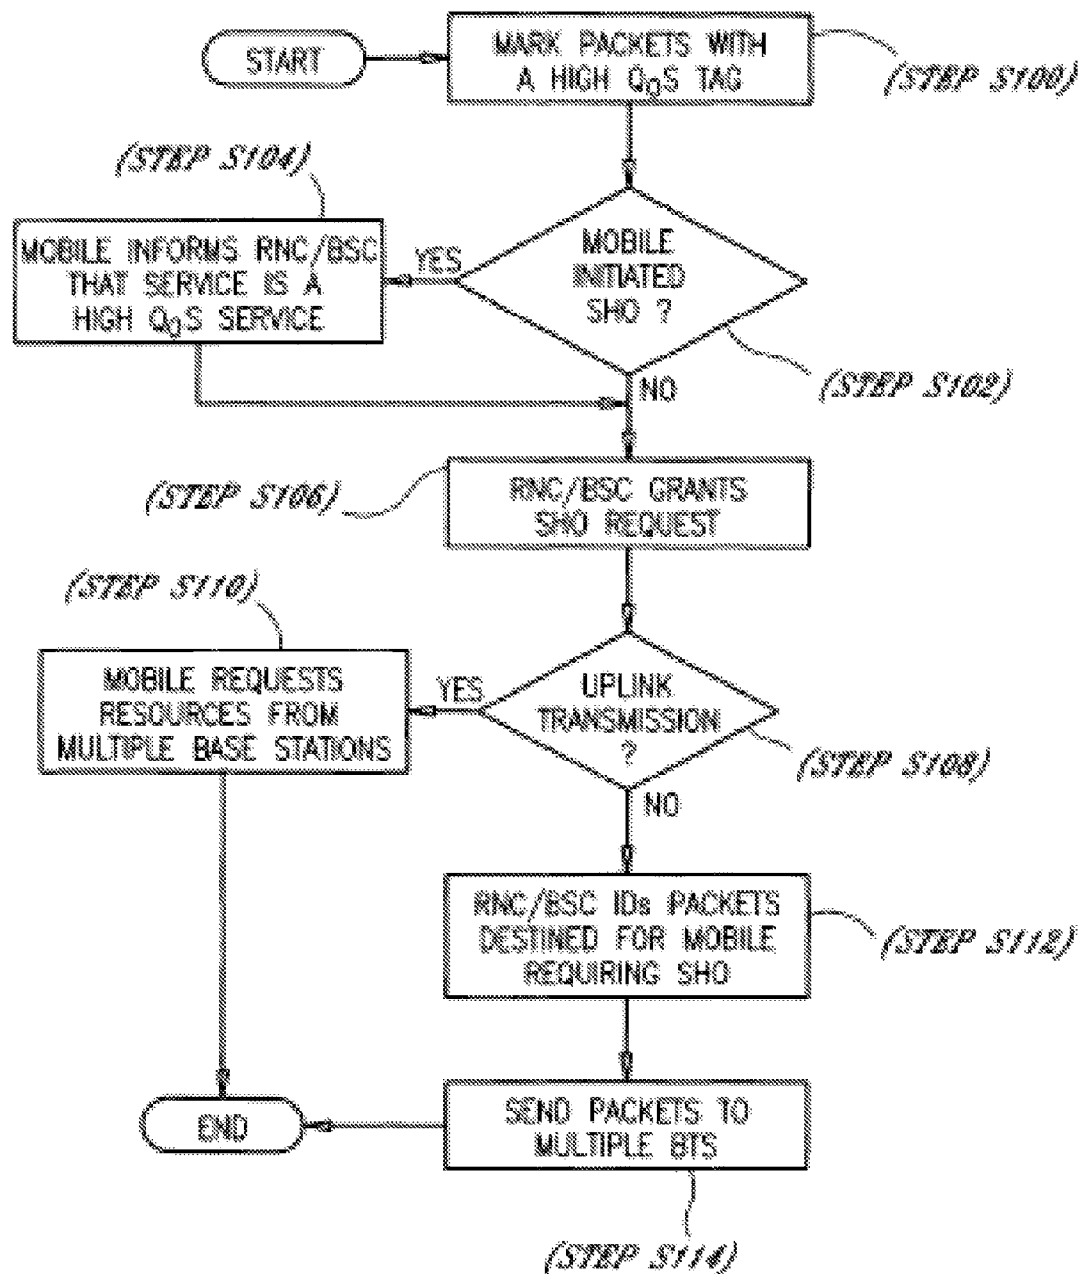 START
MARK PACKETS WITH
A HIGH QoS TAG
(STEP S100)
(STEP S104)
MOBILE INFORMS RNC/BSC
THAT SERVICE IS A
HIGH QoS SERVICE
YES
MOBILE
INITIATED
SHO ?
NO
(STEP S102)
(STEP S106)
RNC/BSC GRANTS
SHO REQUEST
(STEP S110)
MOBILE REQUESTS
RESOURCES FROM
MULTIPLE BASE STATIONS
YES
UPLINK
TRANSMISSION
?
(STEP S108)
NO
RNC/BSC IDs PACKETS
DESTINED FOR MOBILE
REQUIRING SHO
(STEP S112)
END
SEND PACKETS TO
MULTIPLE BTS
(STEP S114)